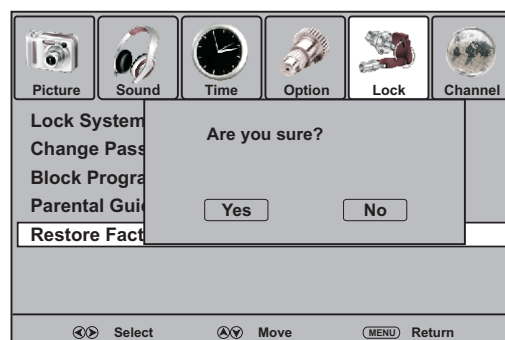 Picture Sound Time Option Lock Channel
Lock System
Change Pass
Block Progra
Parental Gui
Restore Fact
Are you sure?
Yes No
Select Move MENU Return